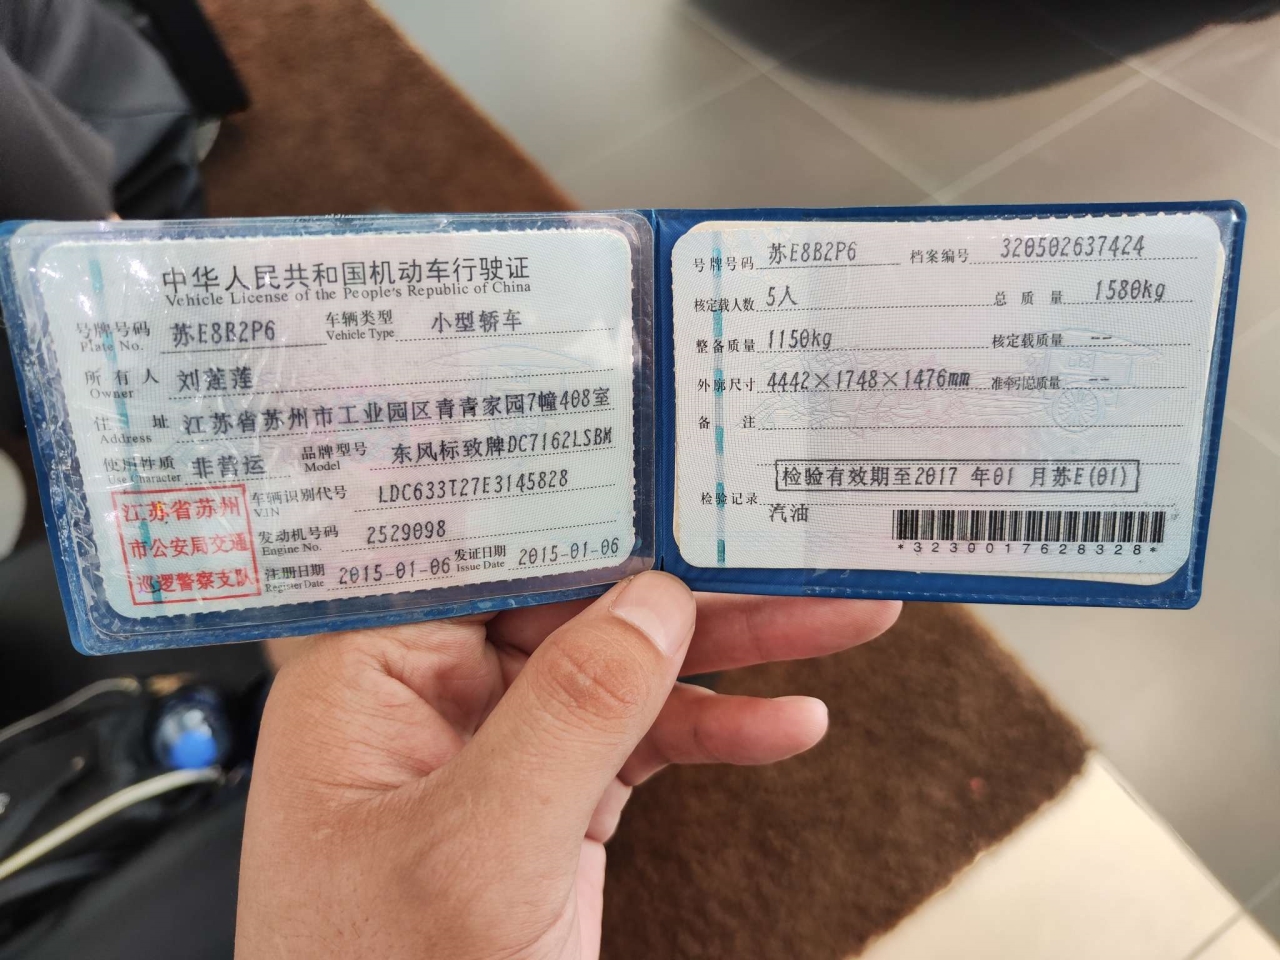 中华人民共和国机动车行驶证
Vehicle License of the People's Republic of China
号牌号码 苏E8B2P6 车辆类型 小型轿车
Plate No. Vehicle Type
所有人 刘莲莲
Owner
住址 江苏省苏州市工业园区青青家园7幢408室
Address
使用性质 非营运 品牌型号 东风标致牌DC7162LSBM
Use Character Model
江苏省苏州
市公安局交通
巡逻警察支队
车辆识别代号 LDC633T27E3145828
VIN
发动机号码 2529098
Engine No.
注册日期 2015-01-06 发证日期 2015-01-06
Register Date Issue Date
号牌号码 苏E8B2P6 档案编号 320502637424
核定载人数 5人 总质量 1580kg
整备质量 1150kg 核定载质量 --
外廓尺寸 4442×1748×1476mm 准牵引总质量 --
备注
检验有效期至2017 年01 月苏E(01)
检验记录
汽油
*3230017628328*